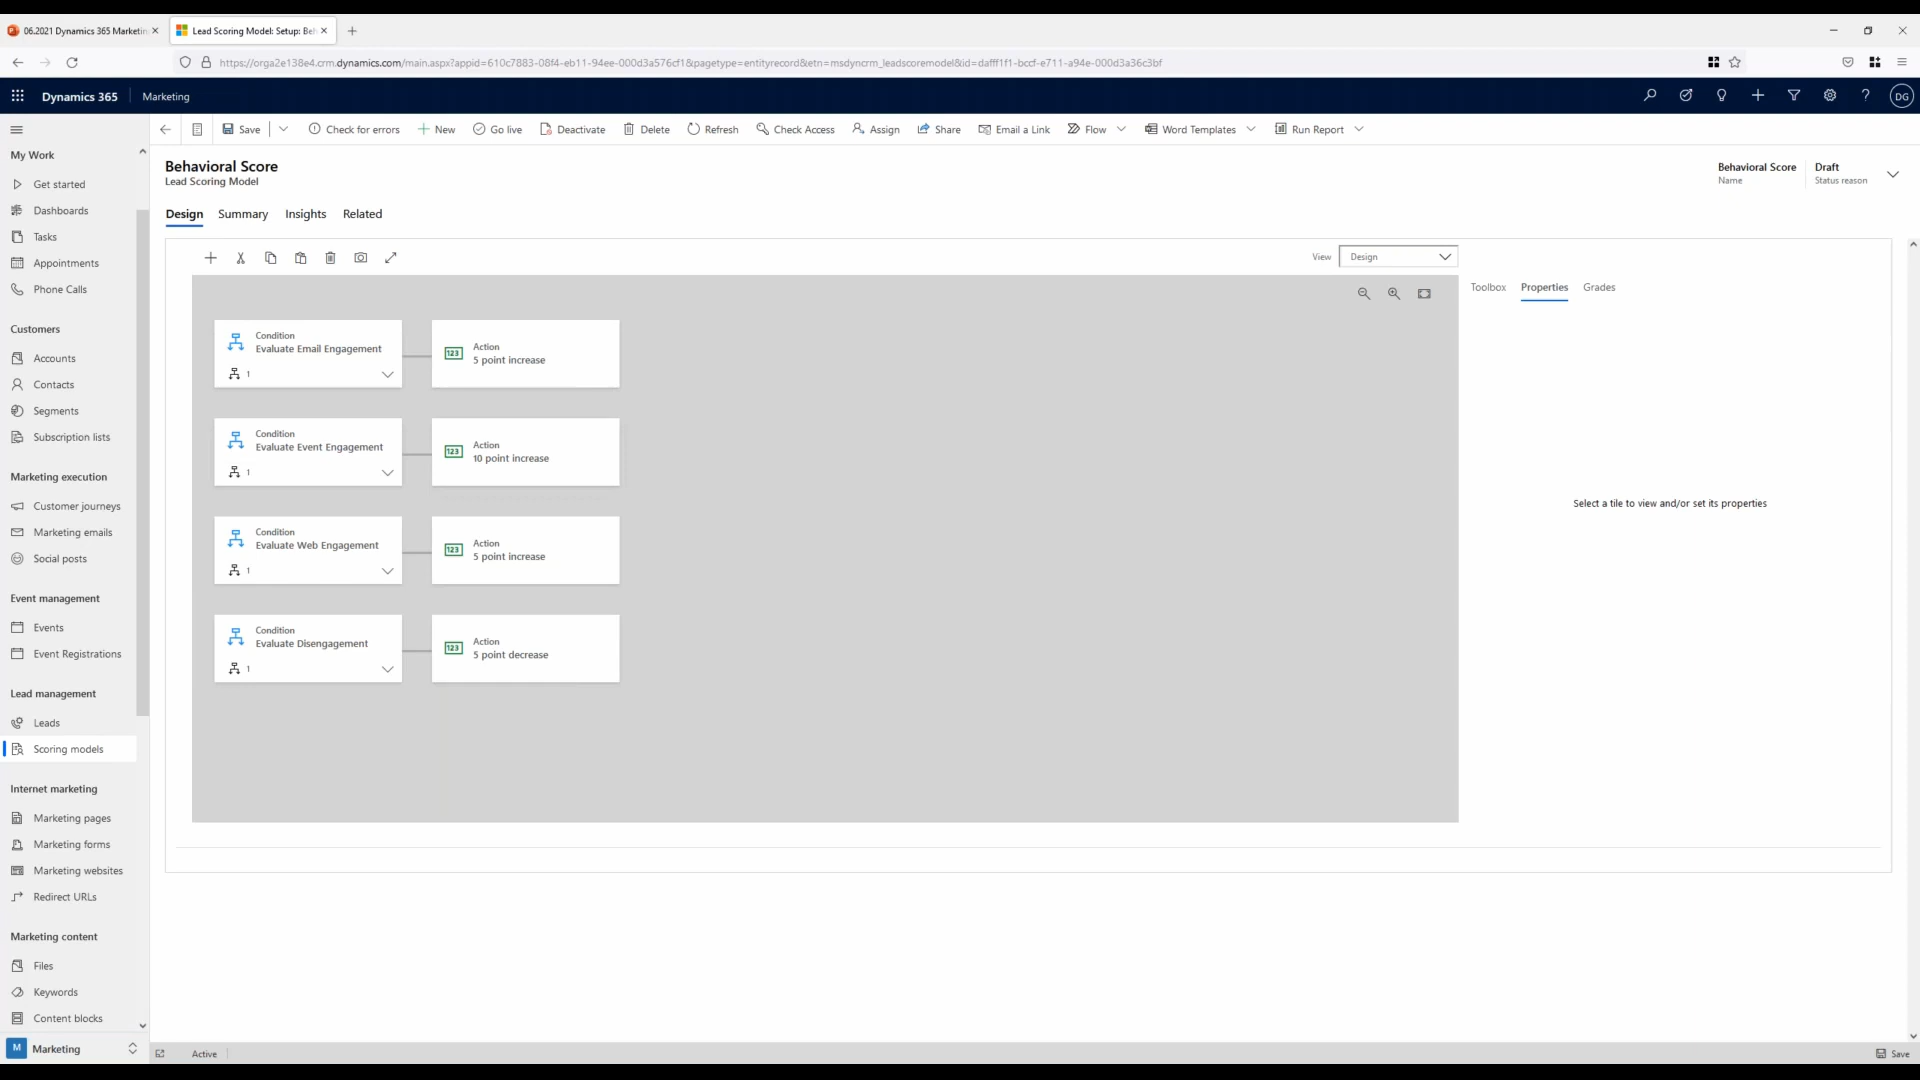 06.2021 Dynamics 365 Marketin
Lead Scoring Model: Setup: Beh
https://orga2e138e4.crm.dynamics.com/main.aspx?appid=610c7883-08f4-eb11-94ee-000d3a576cf1&pagetype=entityrecord&etn=msdyncrm_leadscoremodel&id=dafff1f1-bccf-e711-a94e-000d3a36c3bf
Dynamics 365
Marketing
DG
Save
Check for errors
New
Go live
Deactivate
Delete
Refresh
Check Access
Assign
Share
Email a Link
Flow
Word Templates
Run Report
My Work
Get started
Dashboards
Tasks
Appointments
Phone Calls
Customers
Accounts
Contacts
Segments
Subscription lists
Marketing execution
Customer journeys
Marketing emails
Social posts
Event management
Events
Event Registrations
Lead management
Leads
Scoring models
Internet marketing
Marketing pages
Marketing forms
Marketing websites
Redirect URLs
Marketing content
Files
Keywords
Content blocks
M
Marketing
Behavioral Score
Lead Scoring Model
Behavioral Score
Name
Draft
Status reason
Design
Summary
Insights
Related
View
Design
Toolbox
Properties
Grades
Condition
Evaluate Email Engagement
1
123
Action
5 point increase
Condition
Evaluate Event Engagement
1
123
Action
10 point increase
Condition
Evaluate Web Engagement
1
123
Action
5 point increase
Condition
Evaluate Disengagement
1
123
Action
5 point decrease
Select a tile to view and/or set its properties
Active
Save